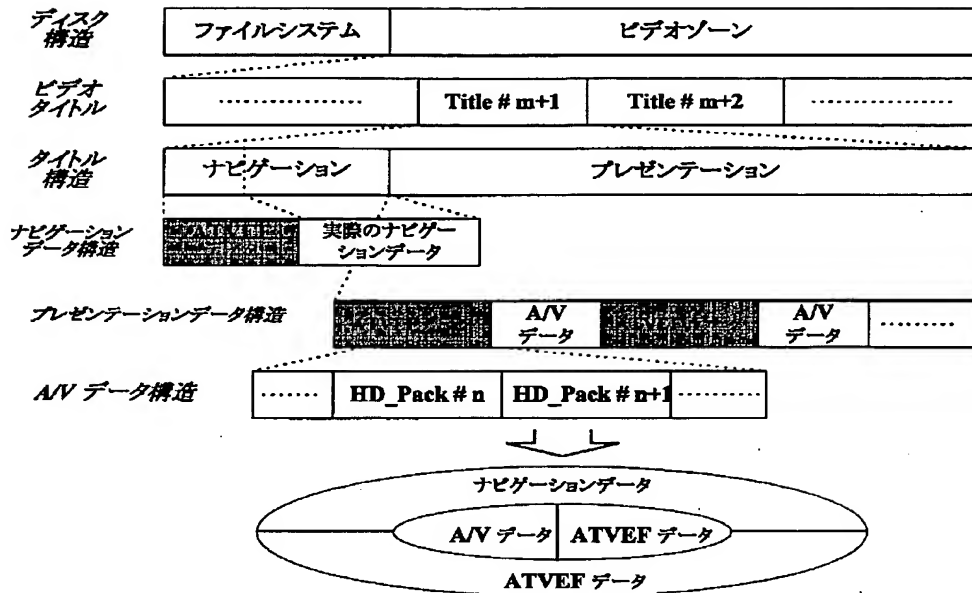 ディスク
構造
ファイルシステム
ビデオゾーン
ビデオ
タイトル
Title # m+1
Title # m+2
タイトル
構造
ナビゲーション
プレゼンテーション
ナビゲーション
データ構造
実際のナビゲー
ションデータ
プレゼンテーションデータ構造
A/V
データ
A/V
データ
A/V データ構造
HD_Pack # n
HD_Pack # n+1
ナビゲーションデータ
A/V データ
ATVEF データ
ATVEF データ